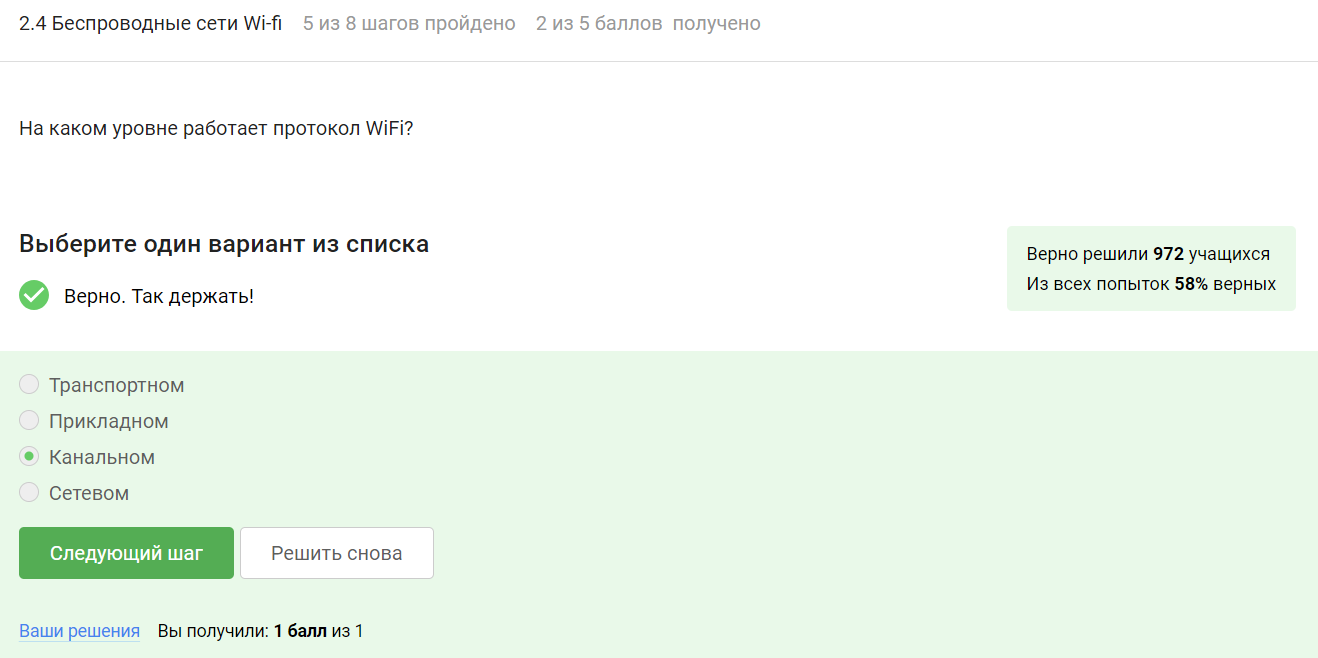 2.4 Беспроводные сети Wi-fi 5 из 8 шагов пройдено 2 из 5 баллов получено
На каком уровне работает протокол WiFi?
Выберите один вариант из списка
Верно. Так держать!
Верно решили 972 учащихся
Из всех попыток 58% верных
Транспортном
Прикладном
Канальном
Сетевом
Следующий шаг Решить снова
Ваши решения Вы получили: 1 балл из 1